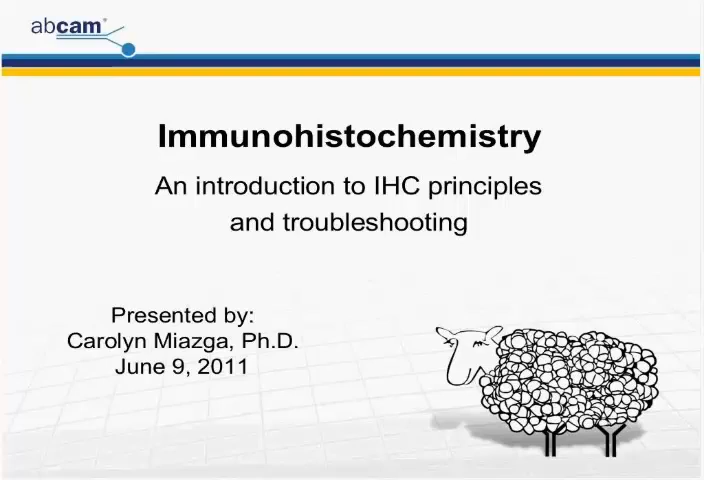 abcam®
Immunohistochemistry
An introduction to IHC principles
and troubleshooting
Presented by:
Carolyn Miazga, Ph.D.
June 9, 2011